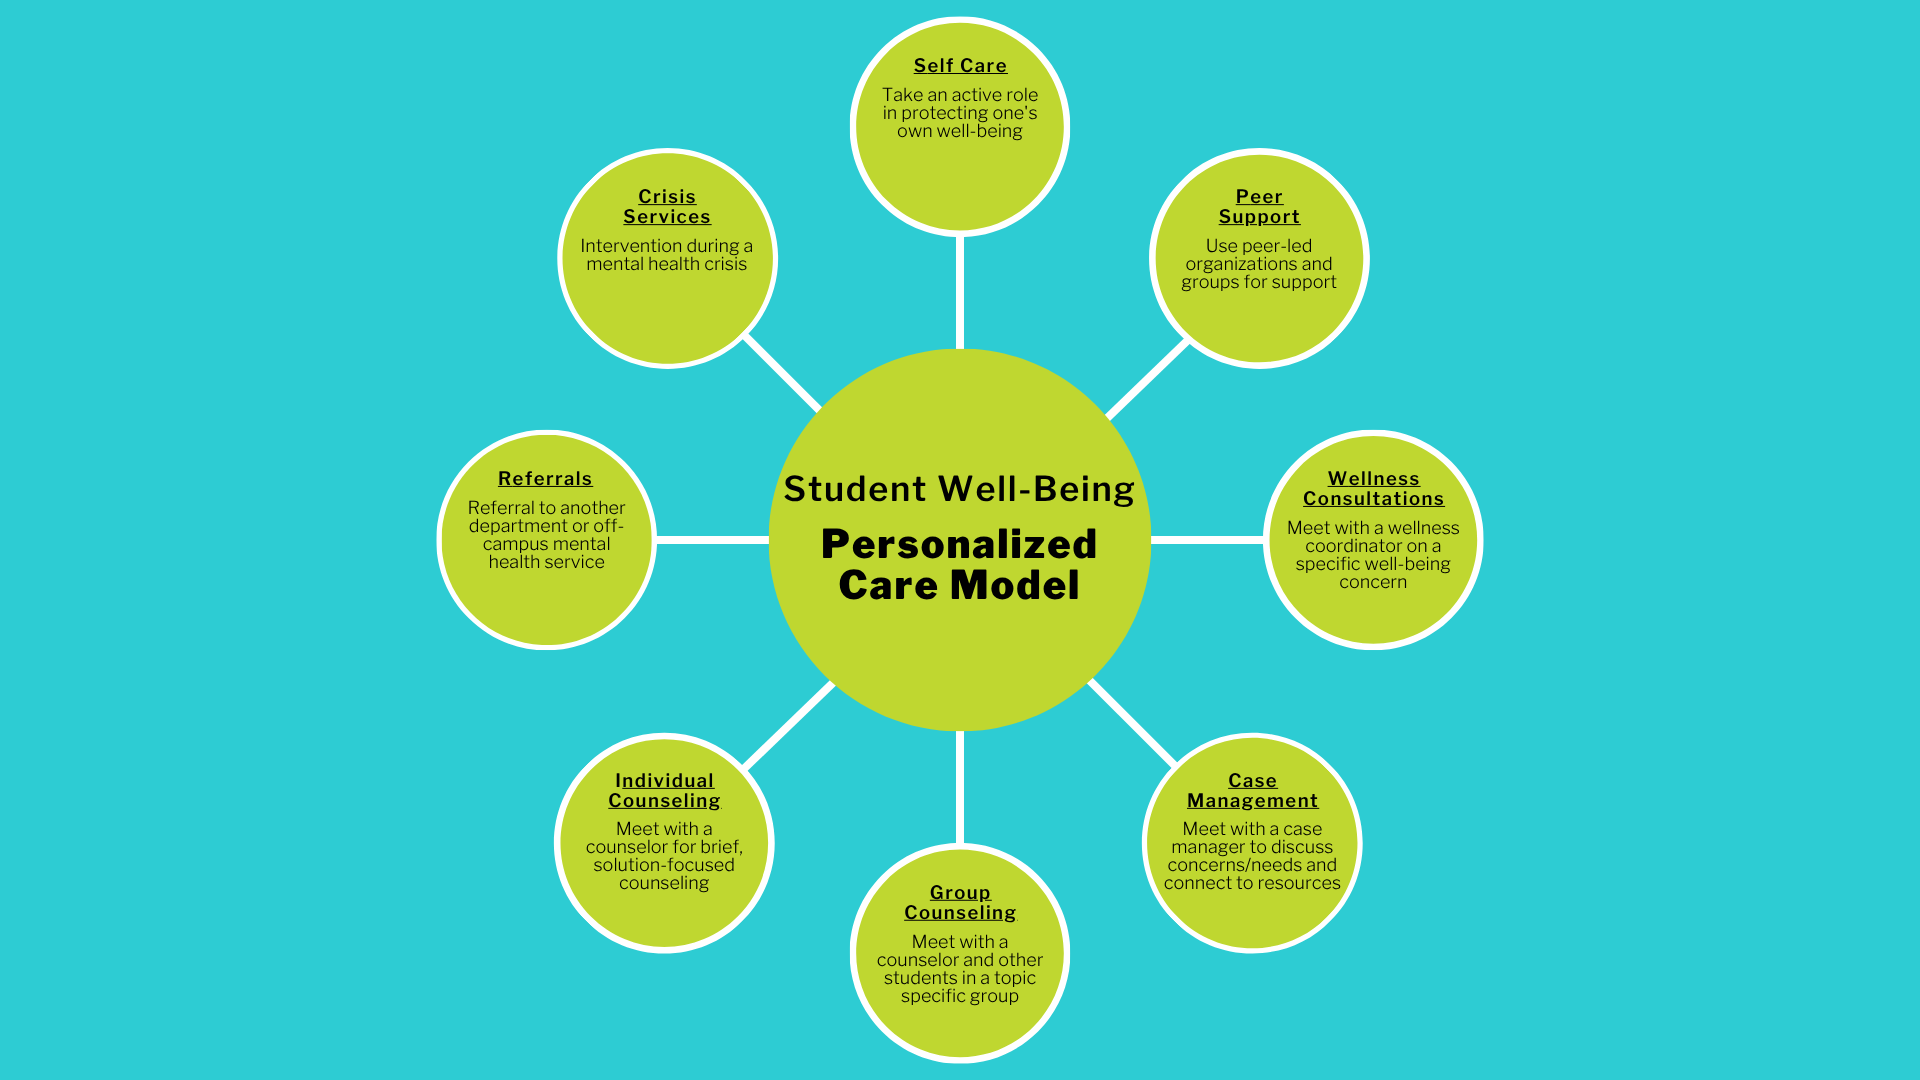 Self Care
Take an active role
in protecting one's
own well-being
Peer
Support
Use peer-led
organizations and
groups for support
Wellness
Consultations
Meet with a wellness
coordinator on a
specific well-being
concern
Case
Management
Meet with a case
manager to discuss
concerns/needs and
connect to resources
Group
Counseling
Meet with a
counselor and other
students in a topic
specific group
Individual
Counseling
Meet with a
counselor for brief,
solution-focused
counseling
Referrals
Referral to another
department or off-
campus mental
health service
Crisis
Services
Intervention during a
mental health crisis
Student Well-Being
Personalized
Care Model